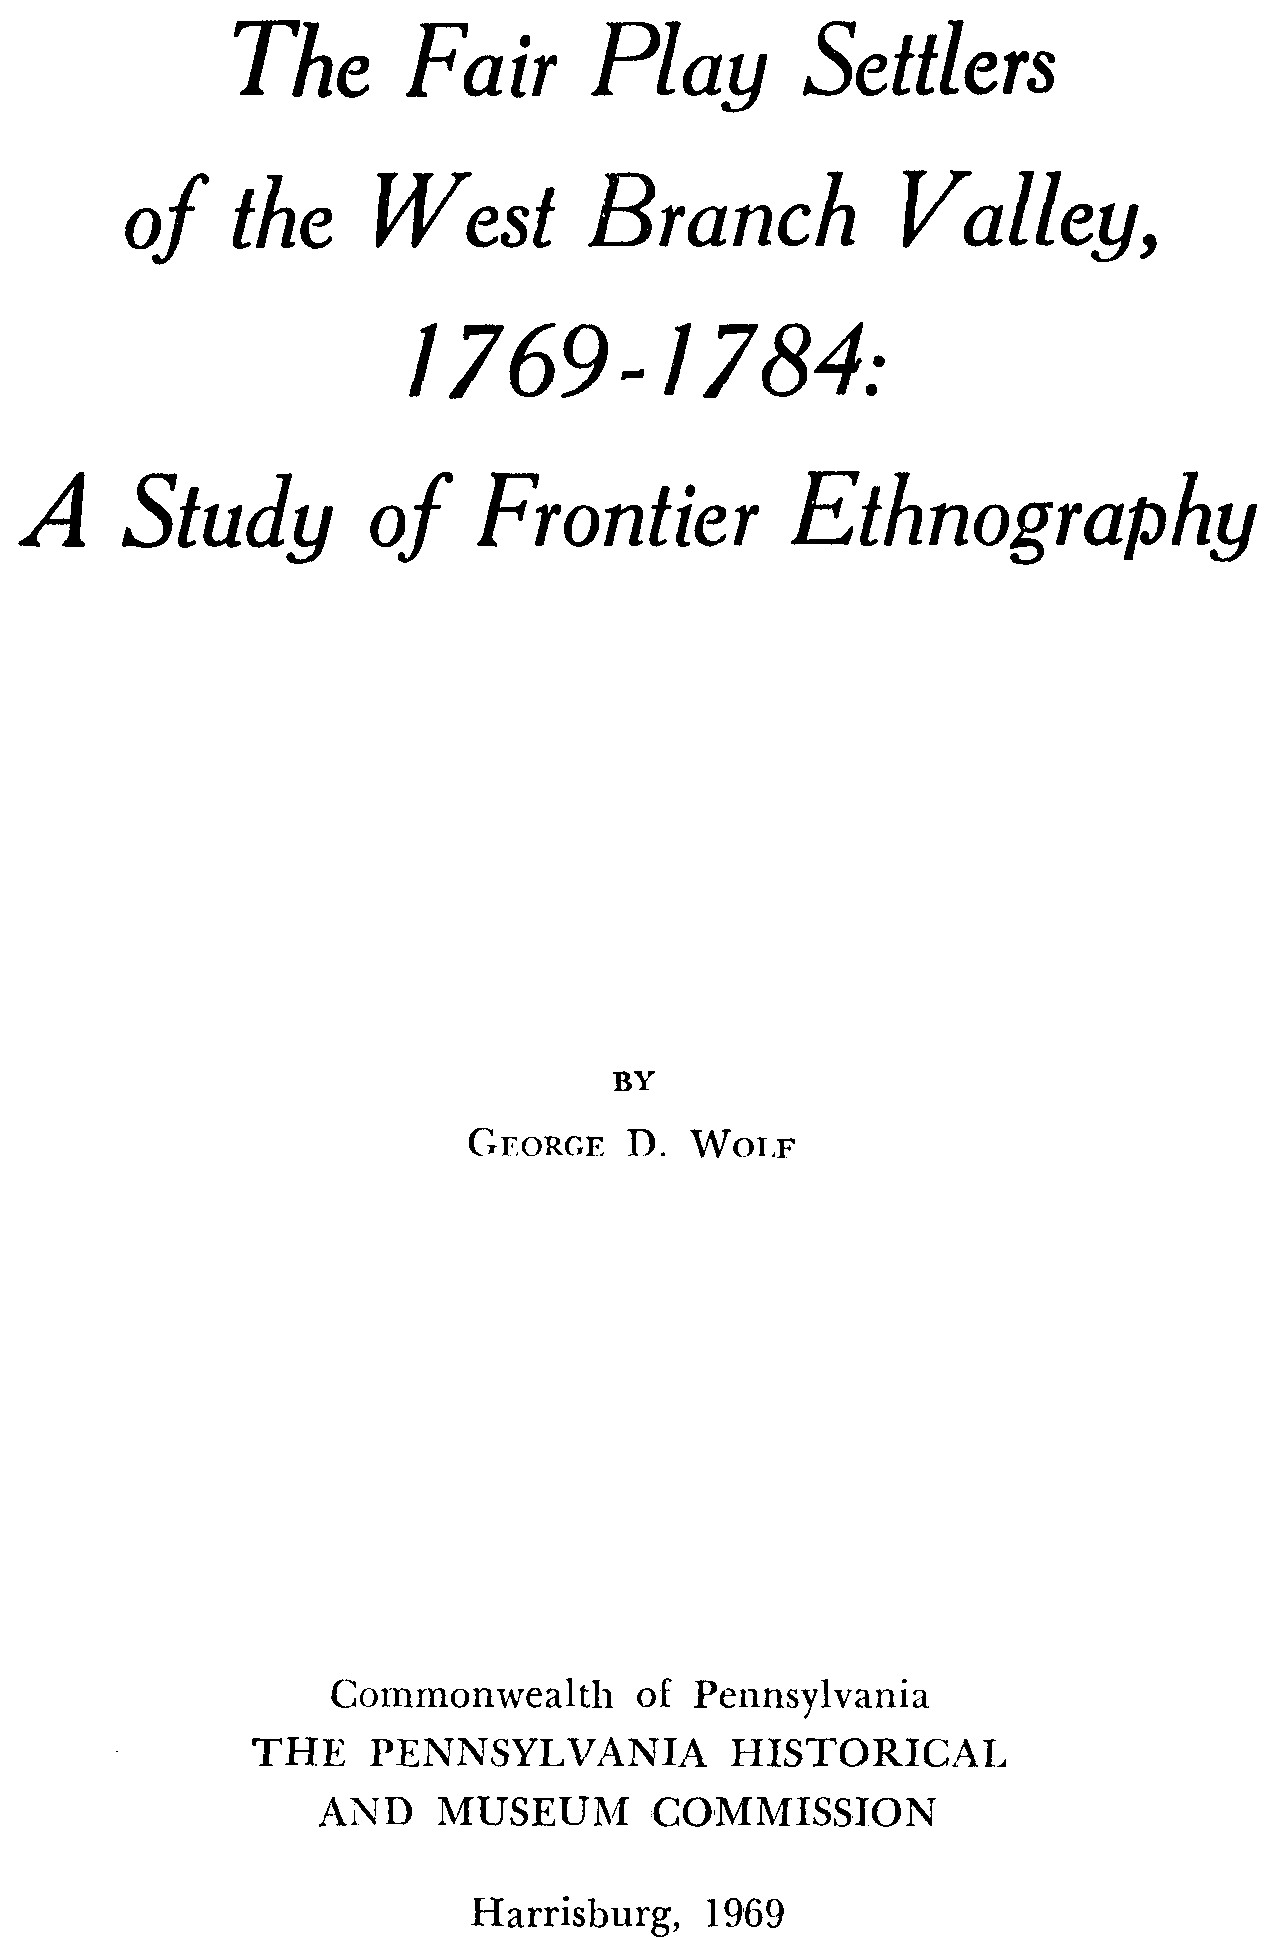 The Fair Play Settlers
of the West Branch Valley,
1769-1784:
A Study of Frontier Ethnography
BY
GEORGE D. WOLF
Commonwealth of Pennsylvania
THE PENNSYLVANIA HISTORICAL
AND MUSEUM COMMISSION
Harrisburg, 1969